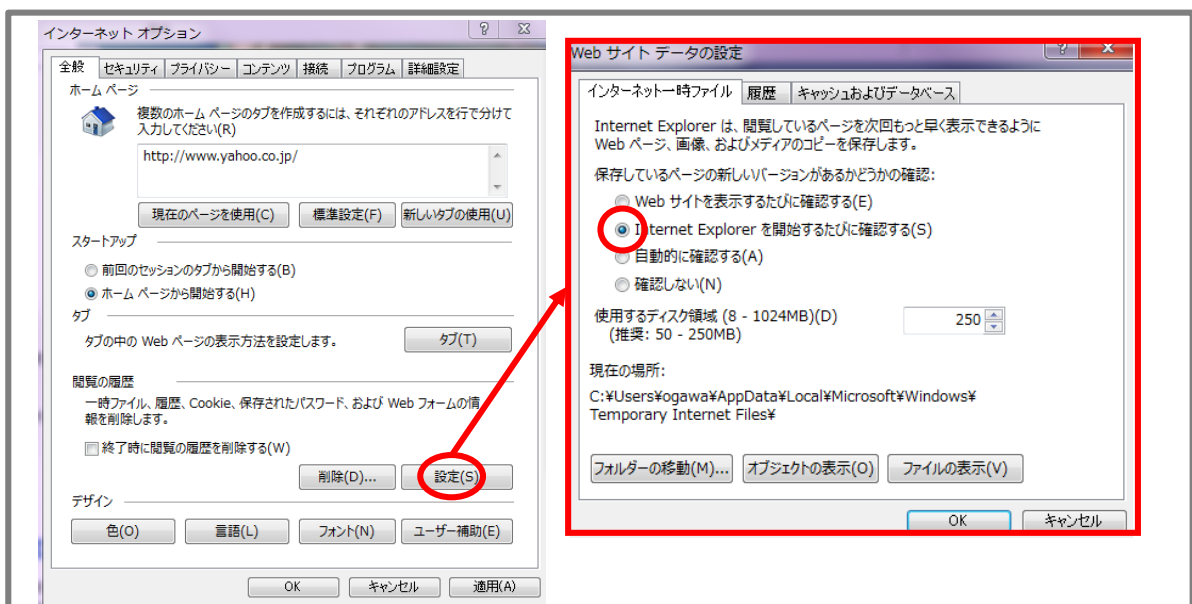 インターネット オプション
全般 セキュリティ プライバシー コンテンツ 接続 プログラム 詳細設定
ホーム ページ
複数のホーム ページのタブを作成するには、それぞれのアドレスを行で分けて
入力してください(R)
http://www.yahoo.co.jp/
現在のページを使用(C) 標準設定(F) 新しいタブの使用(U)
スタートアップ
前回のセッションのタブから開始する(B)
ホーム ページから開始する(H)
タブ
タブの中の Web ページの表示方法を設定します。 タブ(T)
閲覧の履歴
一時ファイル、履歴、Cookie、保存されたパスワード、および Web フォームの情
報を削除します。
終了時に閲覧の履歴を削除する(W)
削除(D)... 設定(S)
デザイン
色(O) 言語(L) フォント(N) ユーザー補助(E)
OK キャンセル 適用(A)
Web サイト データの設定
インターネット一時ファイル 履歴 キャッシュおよびデータベース
Internet Explorer は、閲覧しているページを次回もっと早く表示できるように
Web ページ、画像、およびメディアのコピーを保存します。
保存しているページの新しいバージョンがあるかどうかの確認:
Web サイトを表示するたびに確認する(E)
Internet Explorer を開始するたびに確認する(S)
自動的に確認する(A)
確認しない(N)
使用するディスク領域 (8 - 1024MB)(D) 250
(推奨: 50 - 250MB)
現在の場所:
C:¥Users¥ogawa¥AppData¥Local¥Microsoft¥Windows¥
Temporary Internet Files¥
フォルダーの移動(M)... オブジェクトの表示(O) ファイルの表示(V)
OK キャンセル